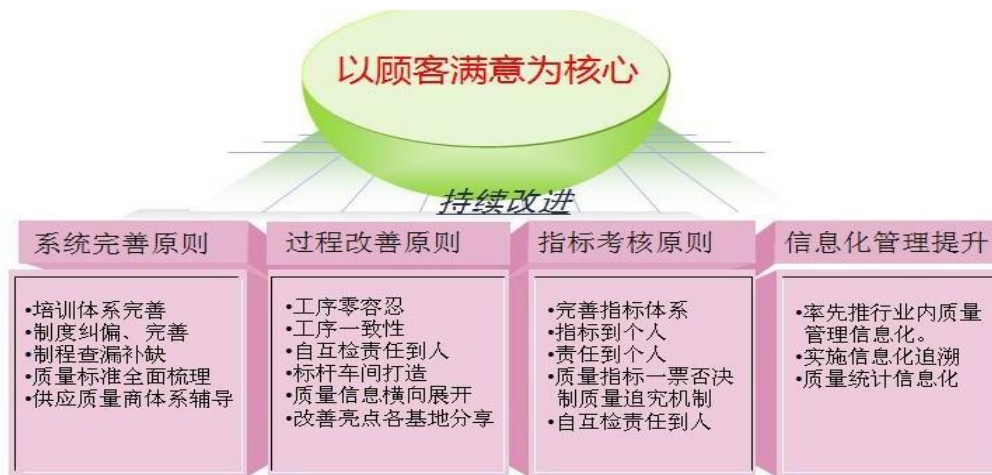 以顾客满意为核心
持续改进
系统完善原则
•培训体系完善
•制度纠偏、完善
•制程查漏补缺
•质量标准全面梳理
•供应质量商体系辅导
过程改善原则
•工序零容忍
•工序一致性
•自互检责任到人
•标杆车间打造
•质量信息横向展开
•改善亮点各基地分享
指标考核原则
•完善指标体系
•指标到个人
•责任到个人
•质量指标一票否决
制质量追究机制
•自互检责任到人
信息化管理提升
•率先推行业内质量
管理信息化。
•实施信息化追溯
•质量统计信息化